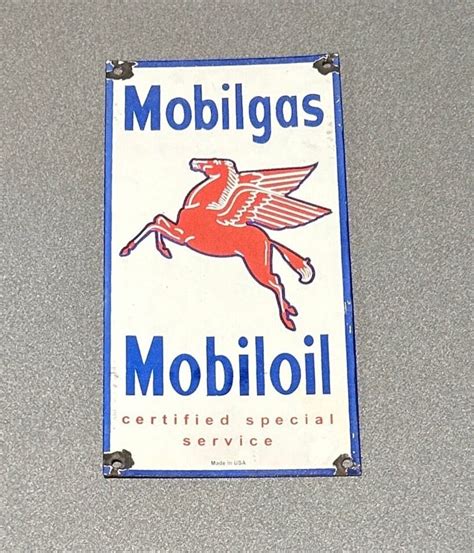 Mobilgas
Mobiloil
certified special
service
Made in USA